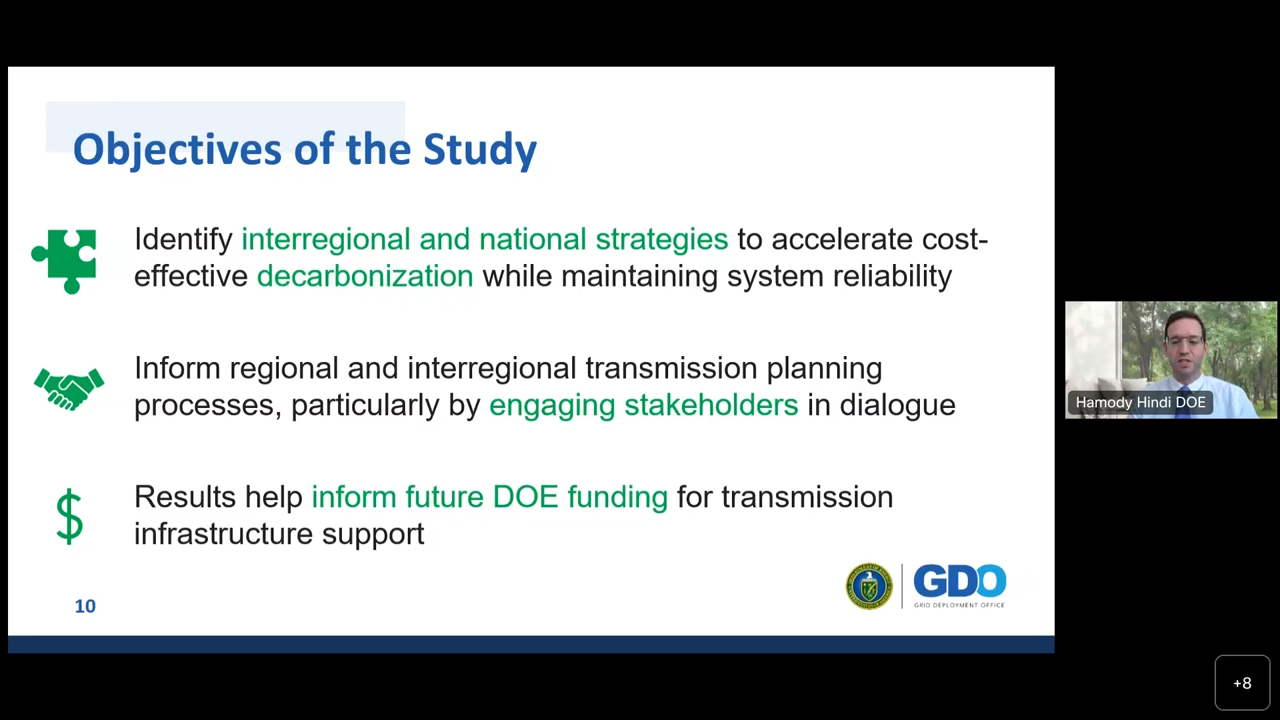 Objectives of the Study
Identify interregional and national strategies to accelerate cost-
effective decarbonization while maintaining system reliability
Inform regional and interregional transmission planning
processes, particularly by engaging stakeholders in dialogue
$
Results help inform future DOE funding for transmission
infrastructure support
10
GDO
GRID DEPLOYMENT OFFICE
Hamody Hindi DOE
+8